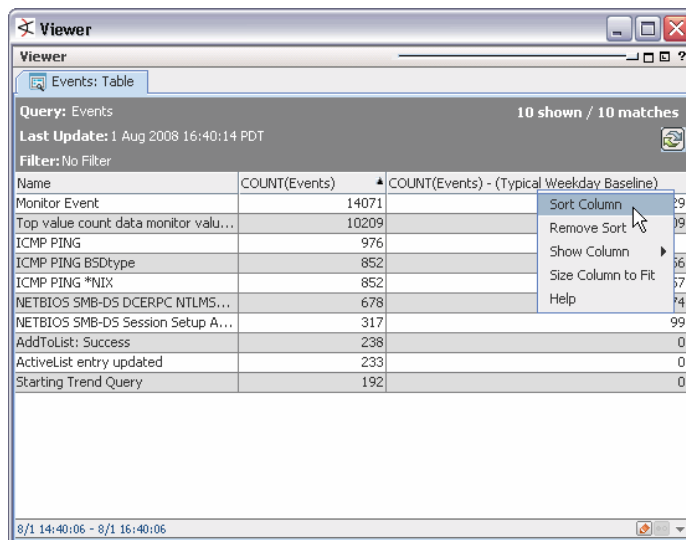 Viewer
Viewer ?
Events: Table
Query: Events 10 shown / 10 matches
Last Update: 1 Aug 2008 16:40:14 PDT
Filter: No Filter
Name COUNT(Events) COUNT(Events) - (Typical Weekday Baseline)
Monitor Event 14071 29
Top value count data monitor valu... 10209 09
ICMP PING 976
ICMP PING BSDtype 852 56
ICMP PING *NIX 852 57
NETBIOS SMB-DS DCERPC NTLMS... 678 74
NETBIOS SMB-DS Session Setup A... 317 99
AddToList: Success 238 0
ActiveList entry updated 233 0
Starting Trend Query 192 0
Sort Column
Remove Sort
Show Column
Size Column to Fit
Help
8/1 14:40:06 - 8/1 16:40:06